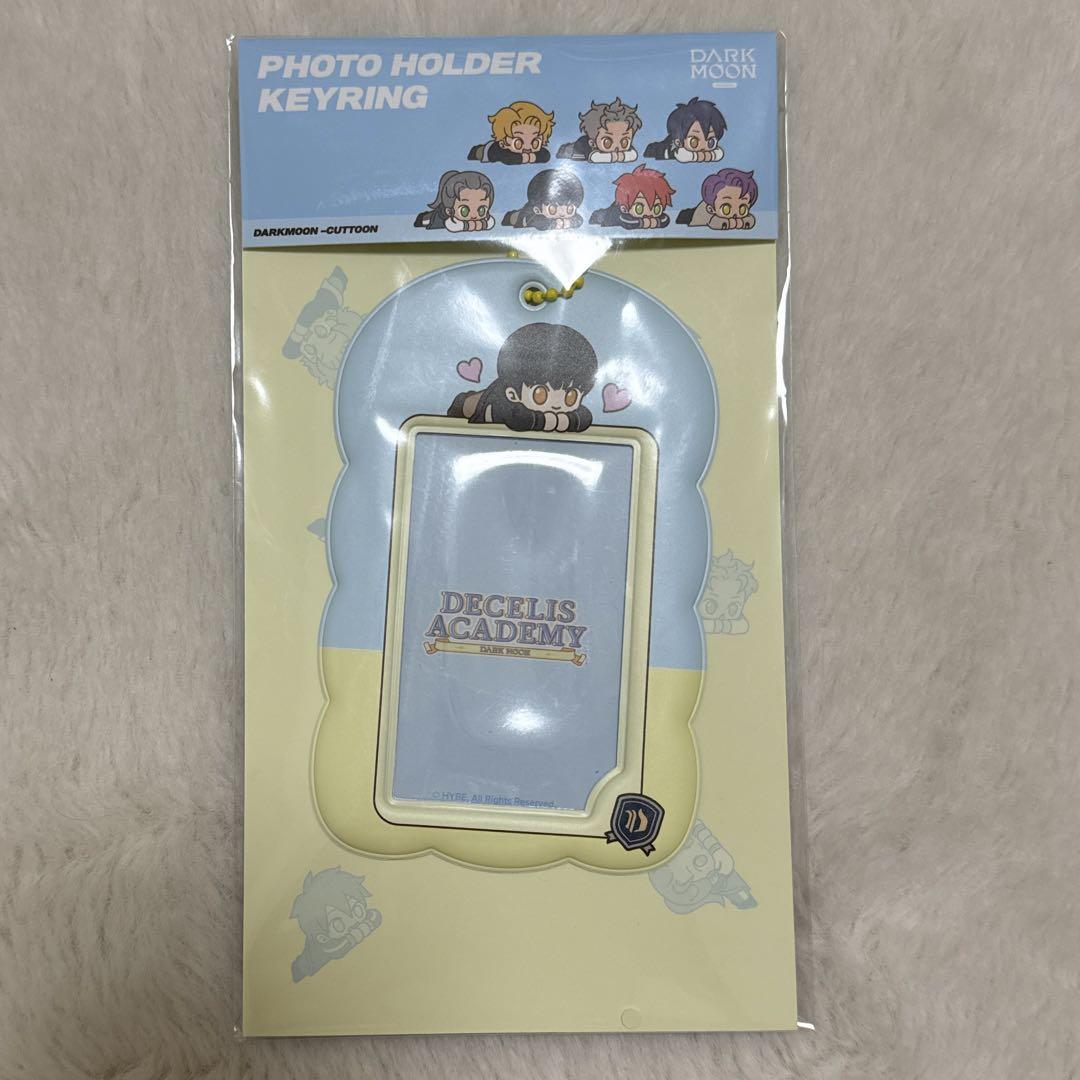 PHOTO HOLDER
KEYRING
DARK
MOON
DARKMOON -CUTTOON
DECELIS
ACADEMY
DARK MOON
© HYBE, All Rights Reserved.
D